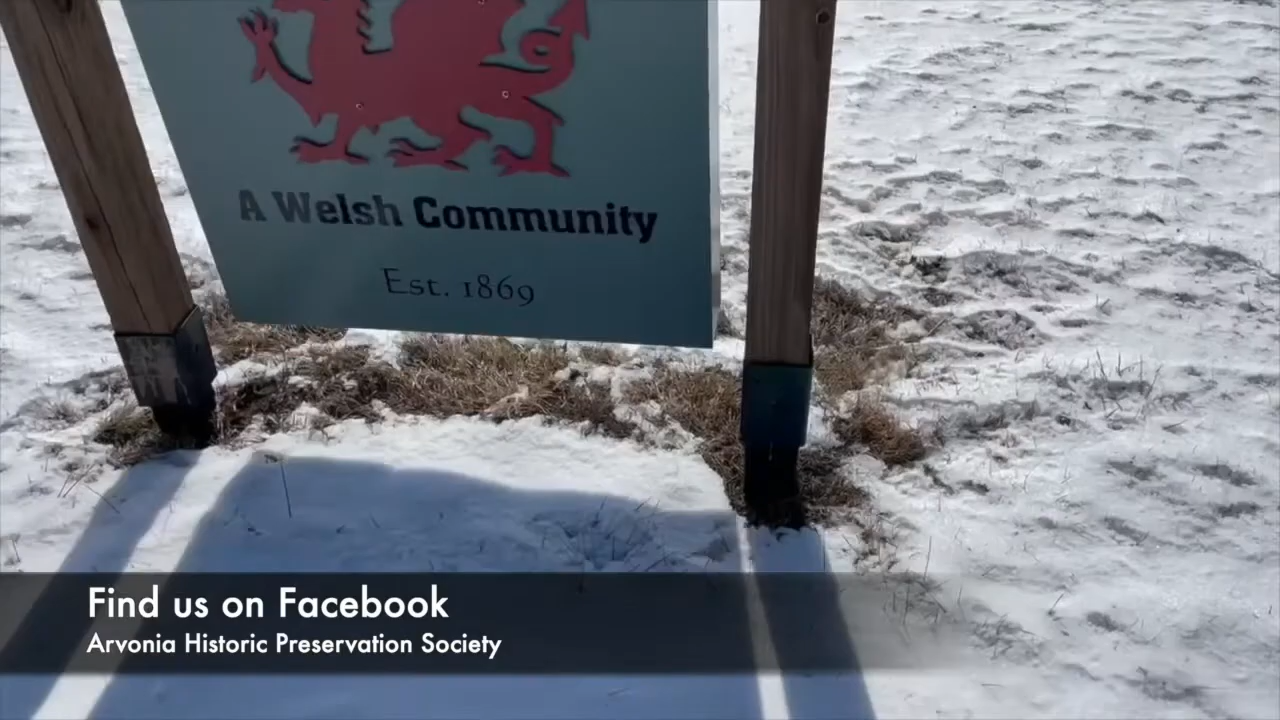 A Welsh Community
Est. 1869
Find us on Facebook
Arvonia Historic Preservation Society